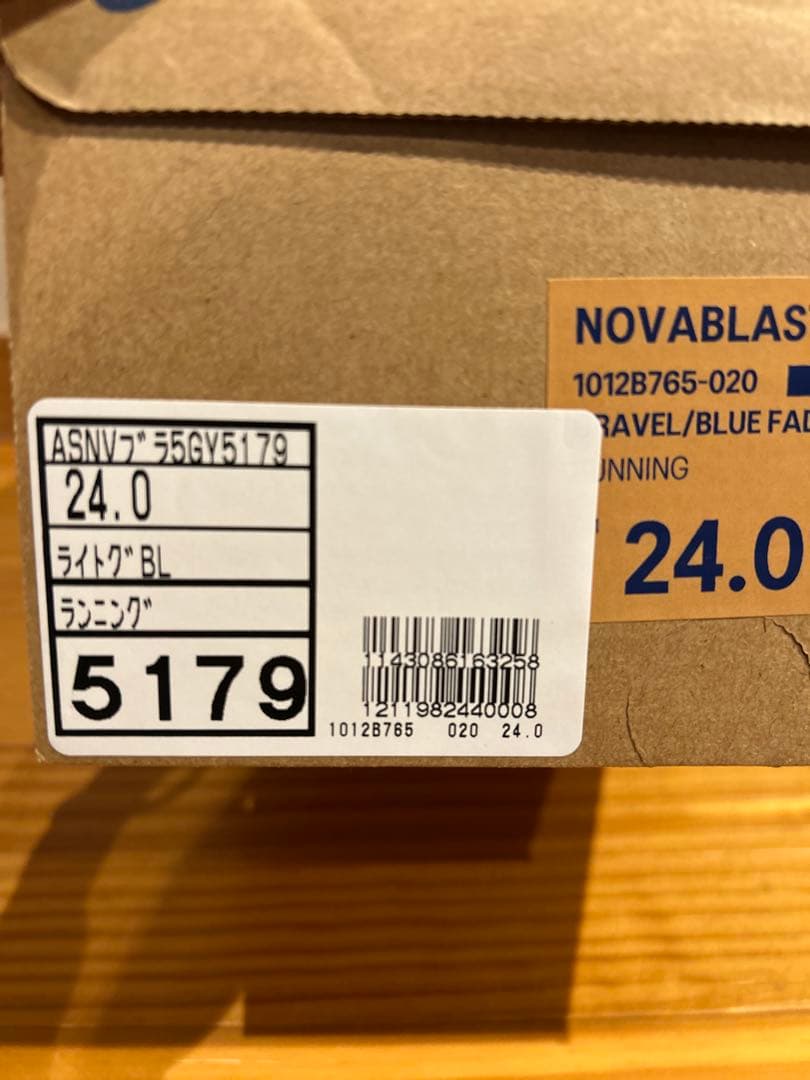 NOVABLAS
1012B765-020
RAVEL/BLUE FAD
UNNING
24.0
ASNVブラ5GY5179
24.0
ライトグBL
ランニング
5179
1143086163258
1211982440008
1012B765 020 24.0